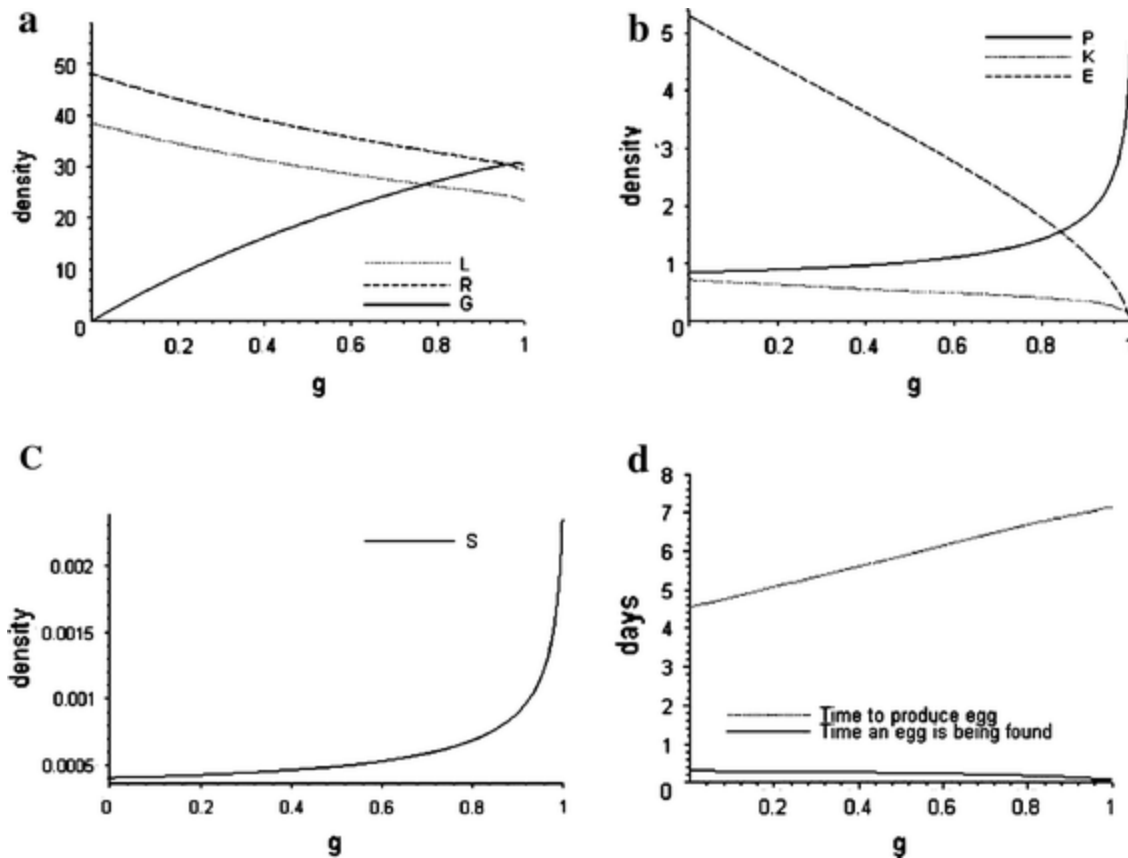 a
density
50
40
30
20
10
0
0.2 0.4 0.6 0.8 1
g
L
R
G
b
density
5
4
3
2
1
0
0.2 0.4 0.6 0.8 1
g
P
K
E
C
density
0.002
0.0015
0.001
0.0005
0 0.2 0.4 0.6 0.8 1
g
S
d
days
8
7
6
5
4
3
2
1
0
0.2 0.4 0.6 0.8 1
g
Time to produce egg
Time an egg is being found